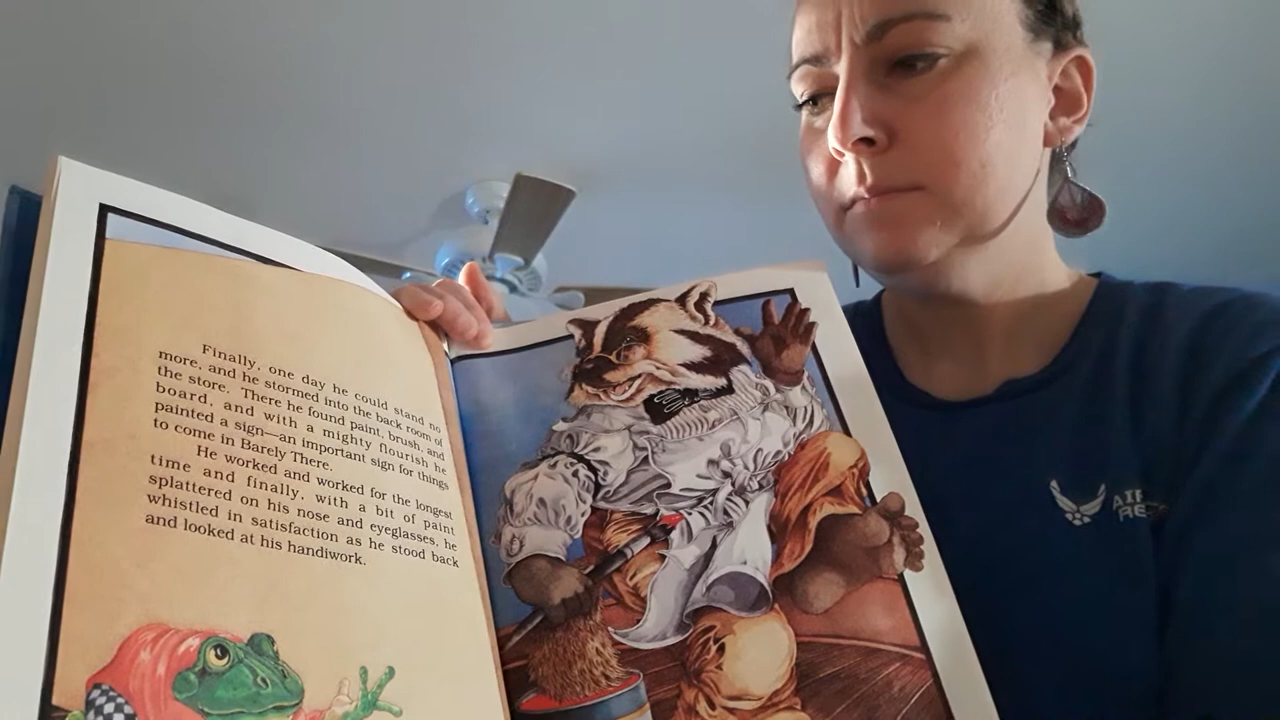 Finally, one day he could stand no
more, and he stormed into the back room of
the store. There he found paint, brush, and
board, and with a mighty flourish he
painted a sign—an important sign for things
to come in Barely There.
He worked and worked for the longest
time and finally, with a bit of paint
splattered on his nose and eyeglasses, he
whistled in satisfaction as he stood back
and looked at his handiwork.
AIR